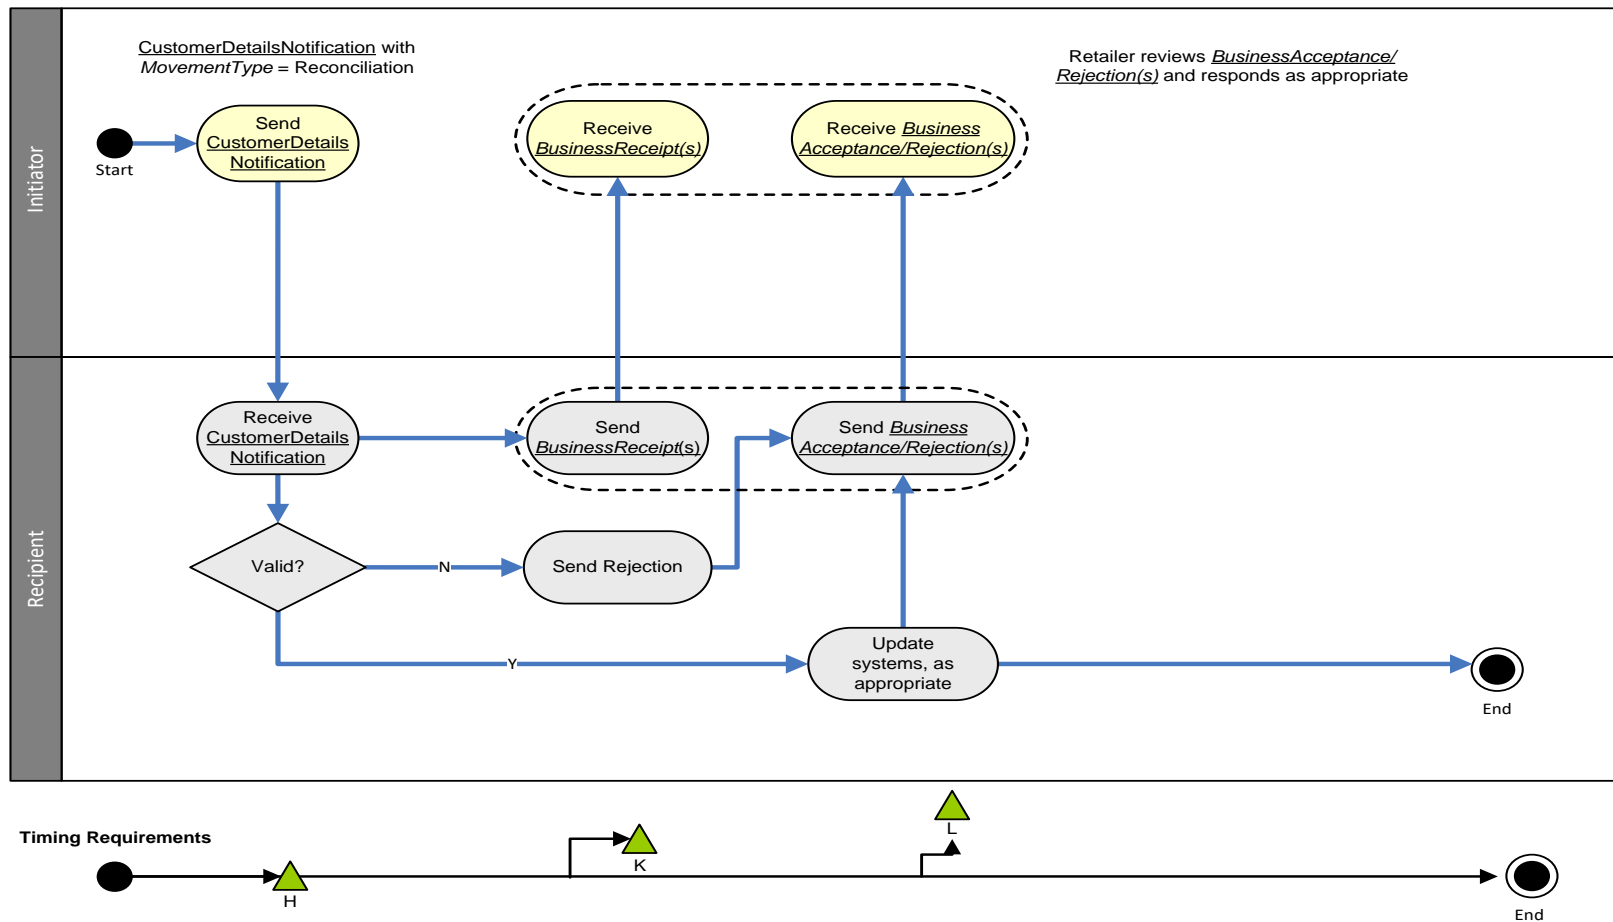 Initiator
CustomerDetailsNotification with
MovementType = Reconciliation
Retailer reviews BusinessAcceptance/
Rejection(s) and responds as appropriate
Start
Send
CustomerDetails
Notification
Receive
BusinessReceipt(s)
Receive Business
Acceptance/Rejection(s)
Recipient
Receive
CustomerDetails
Notification
Send
BusinessReceipt(s)
Send Business
Acceptance/Rejection(s)
Valid?
N
Send Rejection
Y
Update
systems, as
appropriate
End
Timing Requirements
H
K
L
End